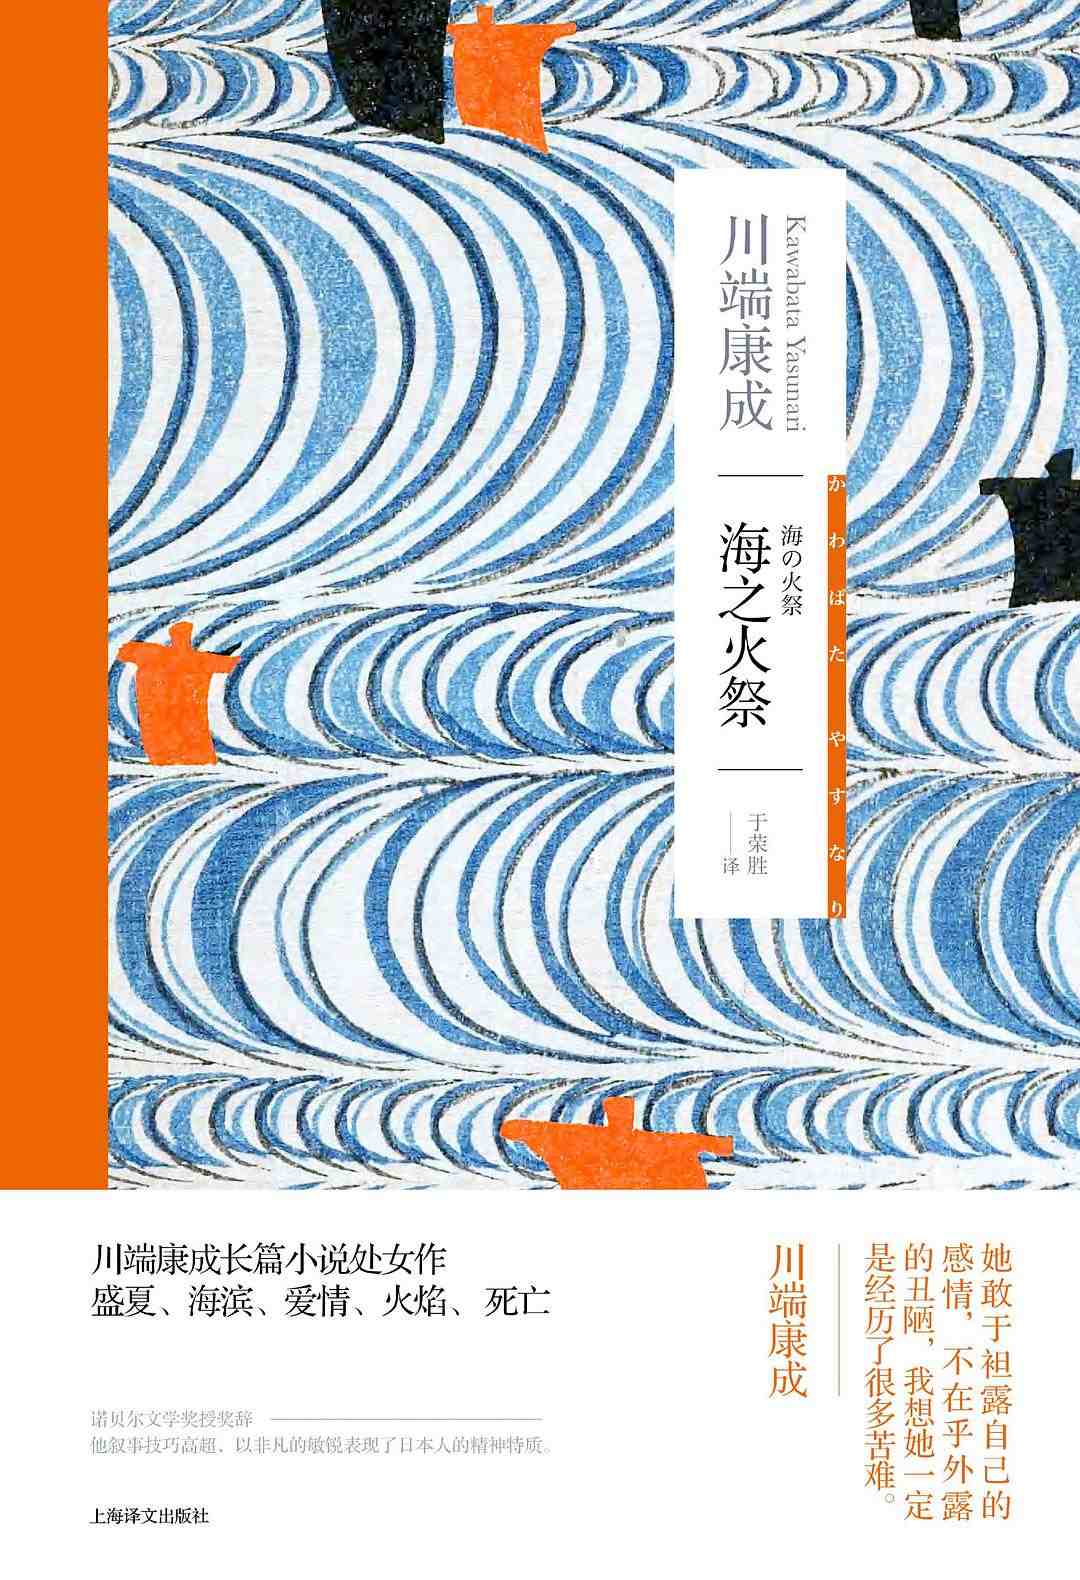 川端康成
Kawabata Yasunari
海の火祭
海之火祭
かわばた やすなり
于荣胜
译
川端康成长篇小说处女作
盛夏、海滨、爱情、火焰、死亡
诺贝尔文学奖授奖辞
他叙事技巧高超，以非凡的敏锐表现了日本人的精神特质。
上海译文出版社
她敢于袒露自己的
感情，不在乎外露
的丑陋，我想她一定
是经历了很多苦难。
川端康成